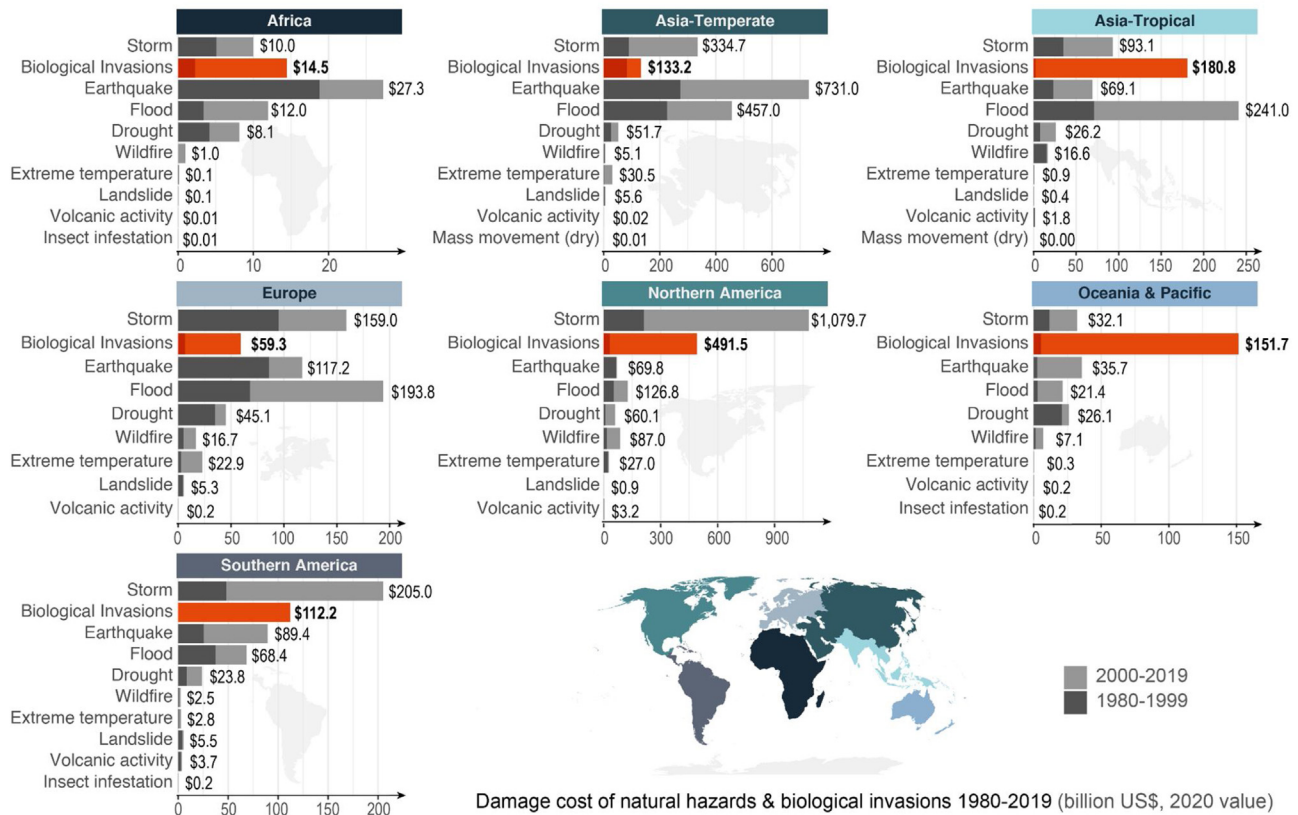 Africa
Storm $10.0
Biological Invasions $14.5
Earthquake $27.3
Flood $12.0
Drought $8.1
Wildfire $1.0
Extreme temperature $0.1
Landslide $0.1
Volcanic activity $0.01
Insect infestation $0.01
0 10 20
Asia-Temperate
Storm $334.7
Biological Invasions $133.2
Earthquake $731.0
Flood $457.0
Drought $51.7
Wildfire $5.1
Extreme temperature $30.5
Landslide $5.6
Volcanic activity $0.02
Mass movement (dry) $0.01
0 200 400 600
Asia-Tropical
Storm $93.1
Biological Invasions $180.8
Earthquake $69.1
Flood $241.0
Drought $26.2
Wildfire $16.6
Extreme temperature $0.9
Landslide $0.4
Volcanic activity $1.8
Mass movement (dry) $0.00
0 50 100 150 200 250
Europe
Storm $159.0
Biological Invasions $59.3
Earthquake $117.2
Flood $193.8
Drought $45.1
Wildfire $16.7
Extreme temperature $22.9
Landslide $5.3
Volcanic activity $0.2
0 50 100 150 200
Northern America
Storm $1,079.7
Biological Invasions $491.5
Earthquake $69.8
Flood $126.8
Drought $60.1
Wildfire $87.0
Extreme temperature $27.0
Landslide $0.9
Volcanic activity $3.2
0 300 600 900
Oceania & Pacific
Storm $32.1
Biological Invasions $151.7
Earthquake $35.7
Flood $21.4
Drought $26.1
Wildfire $7.1
Extreme temperature $0.3
Volcanic activity $0.2
Insect infestation $0.2
0 50 100 150
Southern America
Storm $205.0
Biological Invasions $112.2
Earthquake $89.4
Flood $68.4
Drought $23.8
Wildfire $2.5
Extreme temperature $2.8
Landslide $5.5
Volcanic activity $3.7
Insect infestation $0.2
0 50 100 150 200
2000-2019
1980-1999
Damage cost of natural hazards & biological invasions 1980-2019 (billion US$, 2020 value)